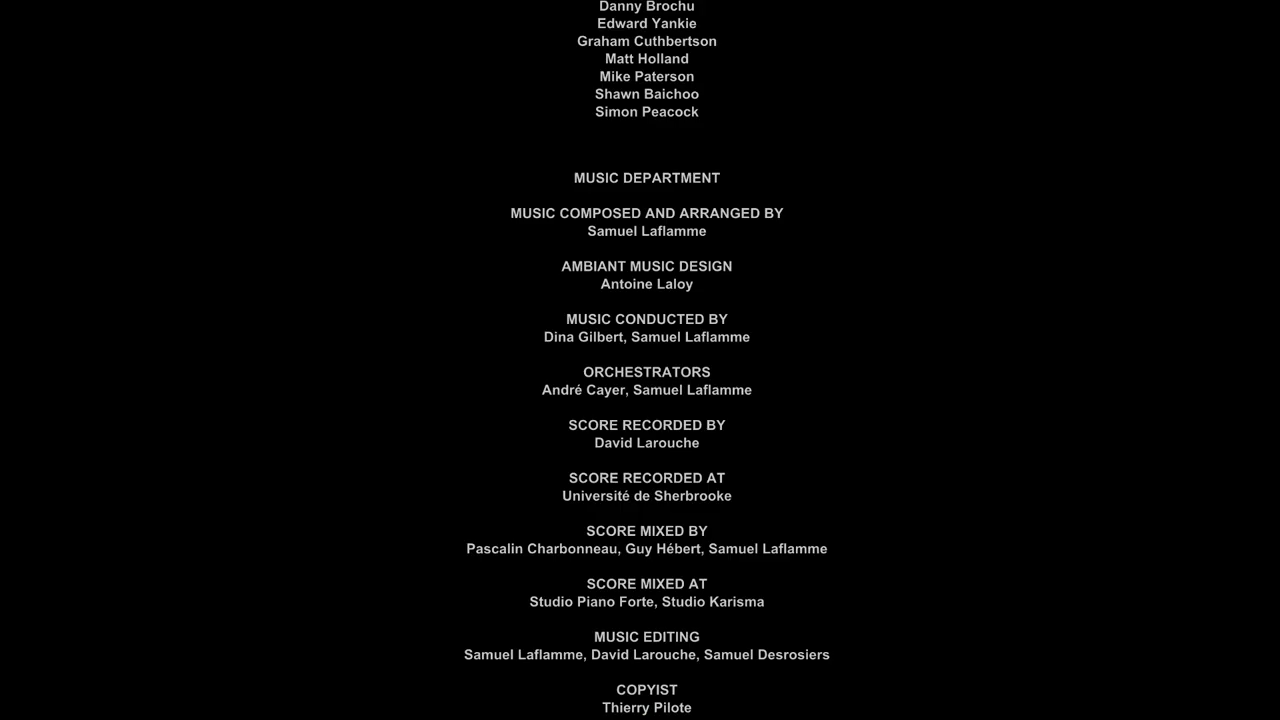 Danny Brochu
Edward Yankie
Graham Cuthbertson
Matt Holland
Mike Paterson
Shawn Baichoo
Simon Peacock
MUSIC DEPARTMENT
MUSIC COMPOSED AND ARRANGED BY
Samuel Laflamme
AMBIANT MUSIC DESIGN
Antoine Laloy
MUSIC CONDUCTED BY
Dina Gilbert, Samuel Laflamme
ORCHESTRATORS
André Cayer, Samuel Laflamme
SCORE RECORDED BY
David Larouche
SCORE RECORDED AT
Université de Sherbrooke
SCORE MIXED BY
Pascalin Charbonneau, Guy Hébert, Samuel Laflamme
SCORE MIXED AT
Studio Piano Forte, Studio Karisma
MUSIC EDITING
Samuel Laflamme, David Larouche, Samuel Desrosiers
COPYIST
Thierry Pilote